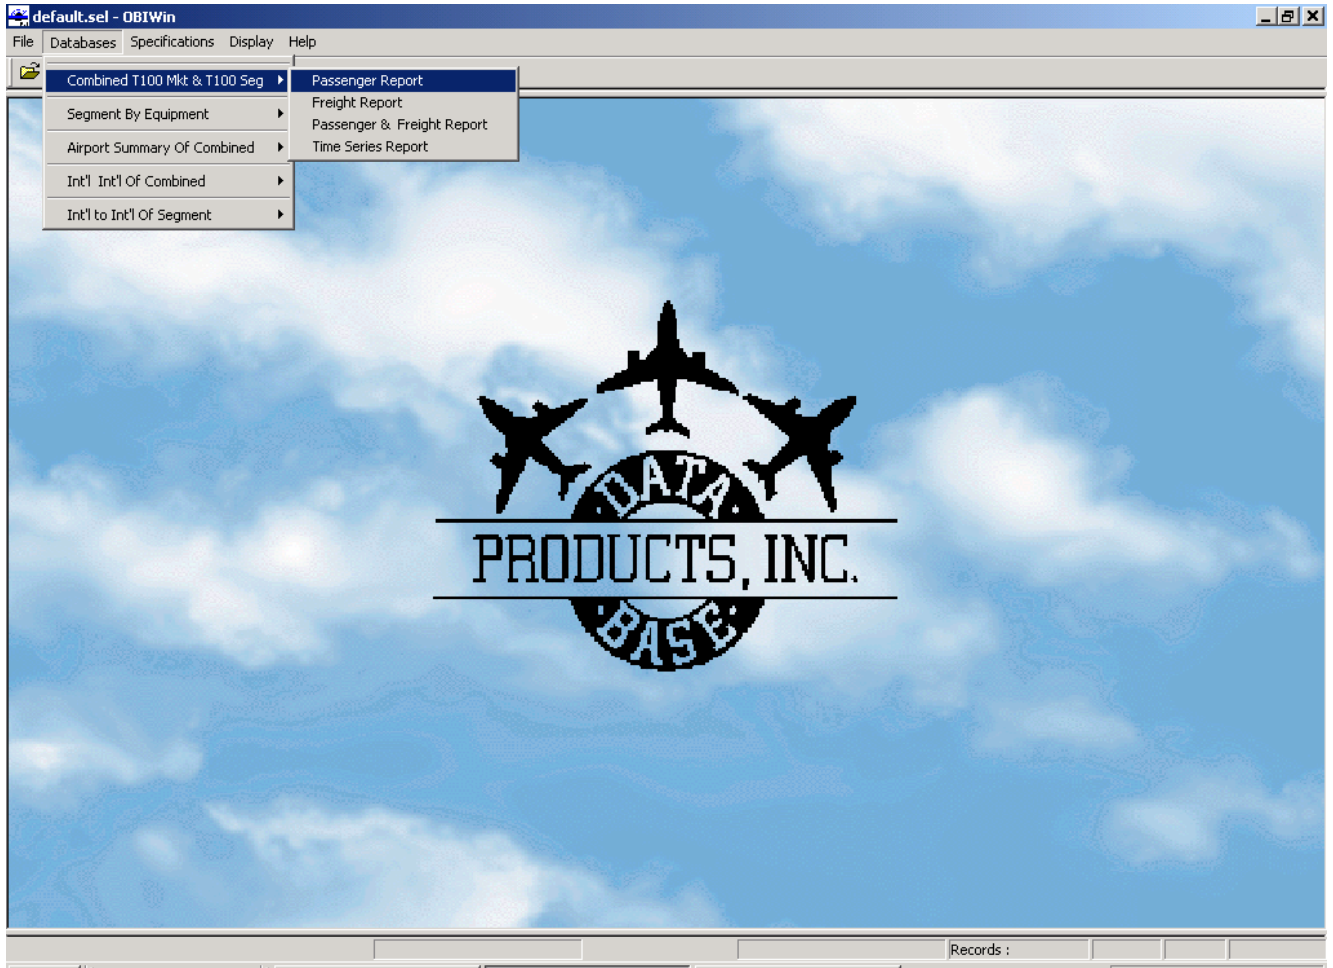 default.sel - OBIWin
File Databases Specifications Display Help
Combined T100 Mkt & T100 Seg
Segment By Equipment
Airport Summary Of Combined
Int'l Int'l Of Combined
Int'l to Int'l Of Segment
Passenger Report
Freight Report
Passenger & Freight Report
Time Series Report
DATA
PRODUCTS, INC.
BASE
Records :